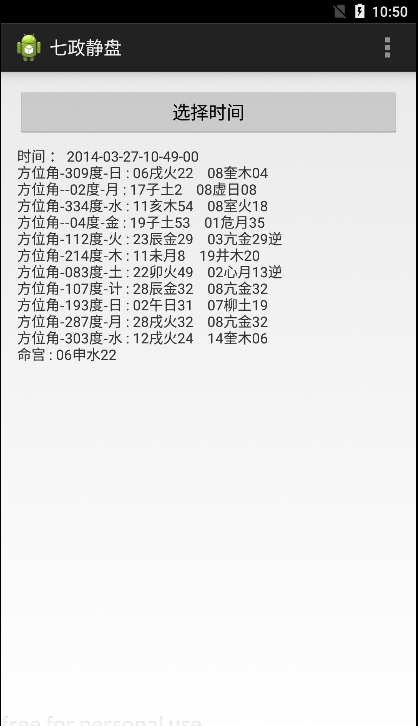 10:50
七政静盘
选择时间
时间： 2014-03-27-10-49-00
方位角-309度-日 : 06戌火22 08奎木04
方位角--02度-月 : 17子土2 08虚日08
方位角-334度-水 : 11亥木54 08室火18
方位角--04度-金 : 19子土53 01危月35
方位角-112度-火 : 23辰金29 03亢金29逆
方位角-214度-木 : 11未月8 19井木20
方位角-083度-土 : 22卯火49 02心月13逆
方位角-107度-计 : 28辰金32 08亢金32
方位角-193度-日 : 02午日31 07柳土19
方位角-287度-月 : 28戌火32 08亢金32
方位角-303度-水 : 12戌火24 14奎木06
命宫 : 06申水22
free for personal use